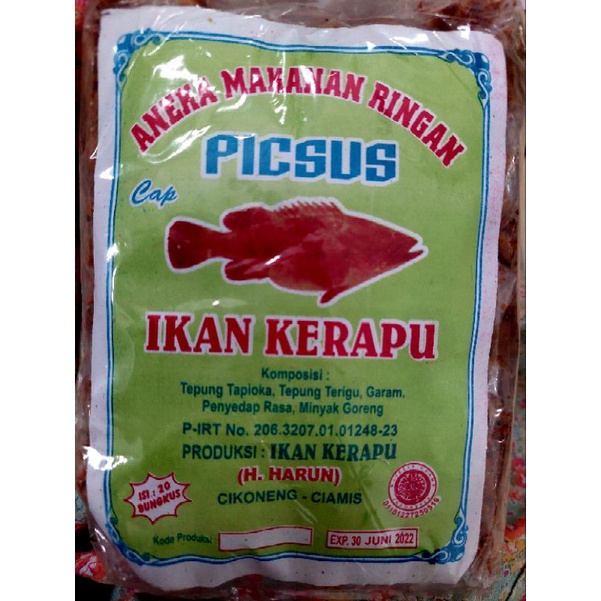 ANEKA MAKANAN RINGAN
PICSUS
Cap
IKAN KERAPU
Komposisi :
Tepung Tapioka, Tepung Terigu, Garam,
Penyedap Rasa, Minyak Goreng
P-IRT No. 206.3207.01.01248-23
PRODUKSI : IKAN KERAPU
(H. HARUN)
CIKONENG - CIAMIS
ISI : 20
BUNGKUS
Kode Produksi
EXP. 30 JUNI 2022